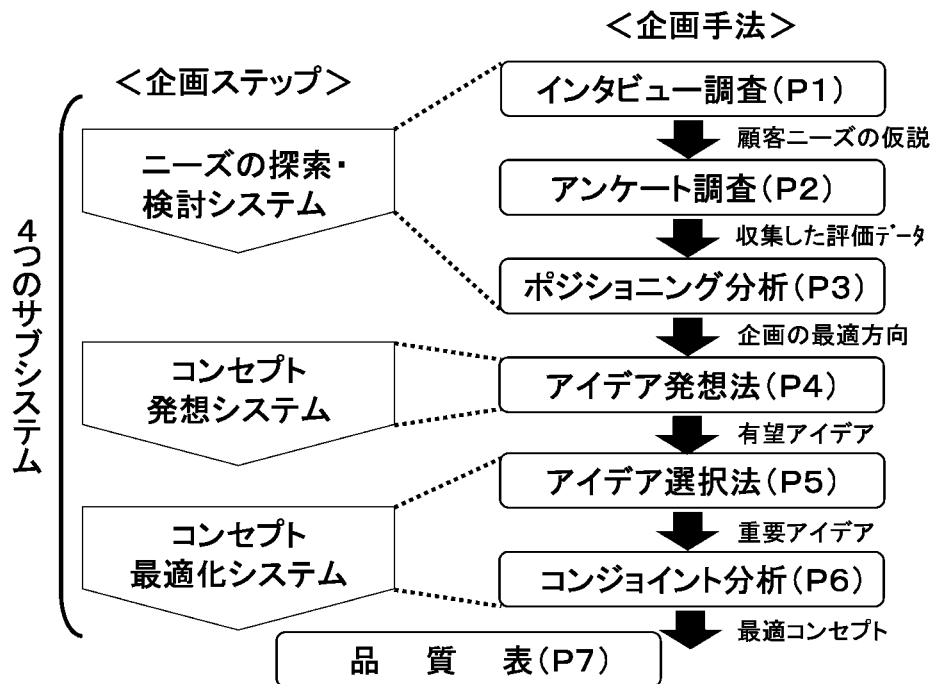 ＜企画手法＞
＜企画ステップ＞
4つのサブシステム
ニーズの探索・
検討システム
コンセプト
発想システム
コンセプト
最適化システム
インタビュー調査(P1)
顧客ニーズの仮説
アンケート調査(P2)
収集した評価データ
ポジショニング分析(P3)
企画の最適方向
アイデア発想法(P4)
有望アイデア
アイデア選択法(P5)
重要アイデア
コンジョイント分析(P6)
最適コンセプト
品　質　表(P7)